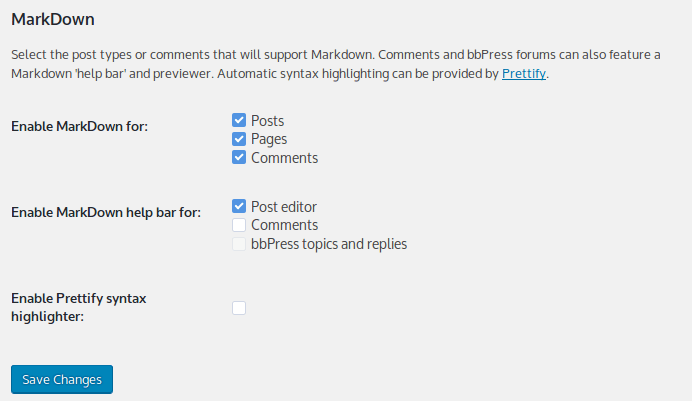 MarkDown
Select the post types or comments that will support Markdown. Comments and bbPress forums can also feature a
Markdown 'help bar' and previewer. Automatic syntax highlighting can be provided by Prettify.
Enable MarkDown for:
Posts
Pages
Comments
Enable MarkDown help bar for:
Post editor
Comments
bbPress topics and replies
Enable Prettify syntax
highlighter:
Save Changes